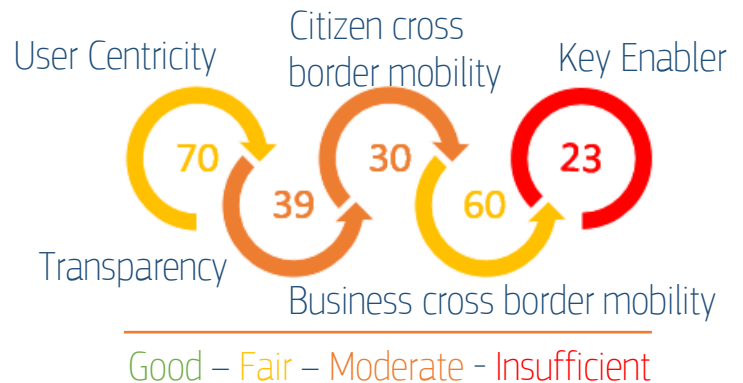 User Centricity
Citizen cross
border mobility
Key Enabler
70
39
30
60
23
Transparency
Business cross border mobility
Good – Fair – Moderate - Insufficient